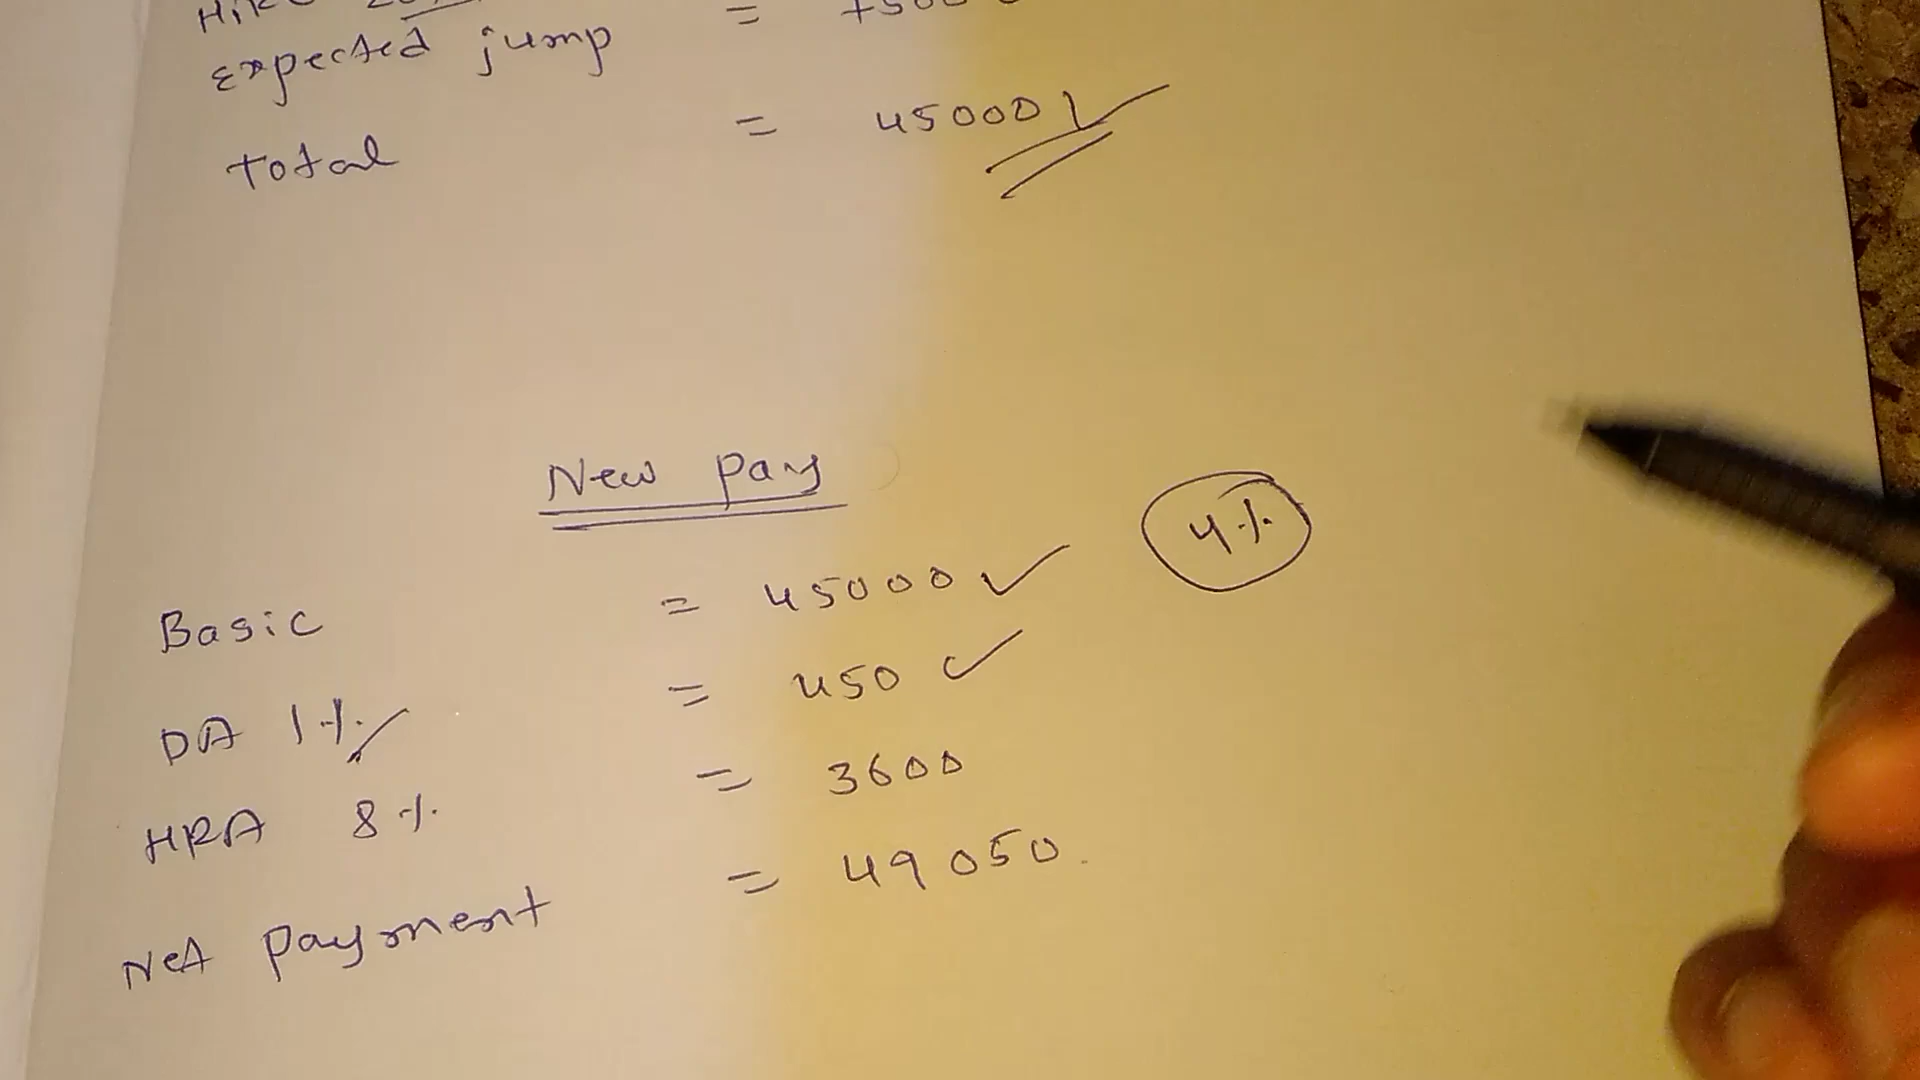 expected jump
Total = 45000
New Pay
4%
Basic = 45000
DA 1% = 450
HRA 8% = 3600
Net Payment = 49050